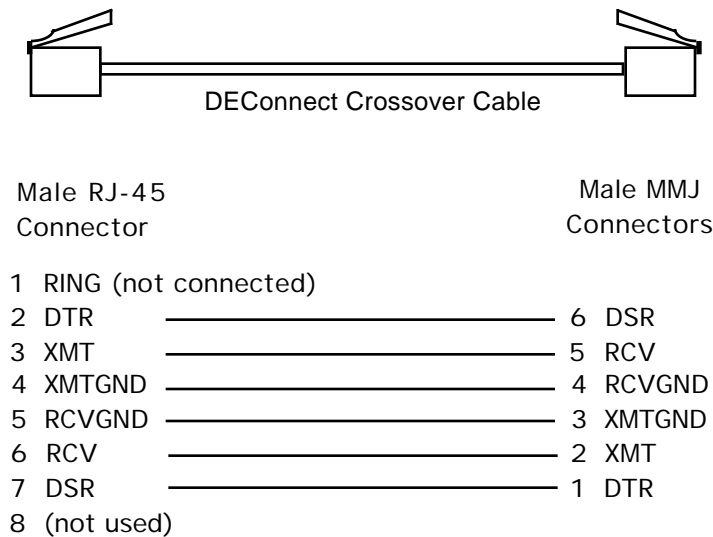 DEConnect Crossover Cable
Male RJ-45 Connector
Male MMJ Connectors
1 RING (not connected)
2 DTR 6 DSR
3 XMT 5 RCV
4 XMTGND 4 RCVGND
5 RCVGND 3 XMTGND
6 RCV 2 XMT
7 DSR 1 DTR
8 (not used)